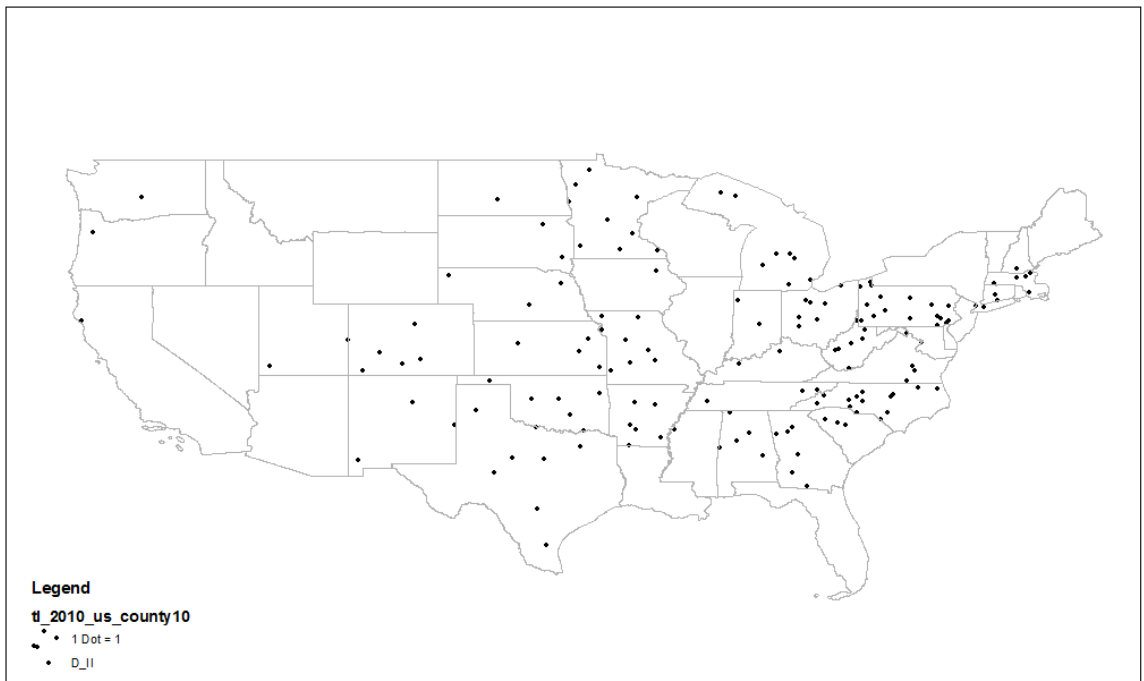 Legend
tl_2010_us_county10
1 Dot = 1
D_II